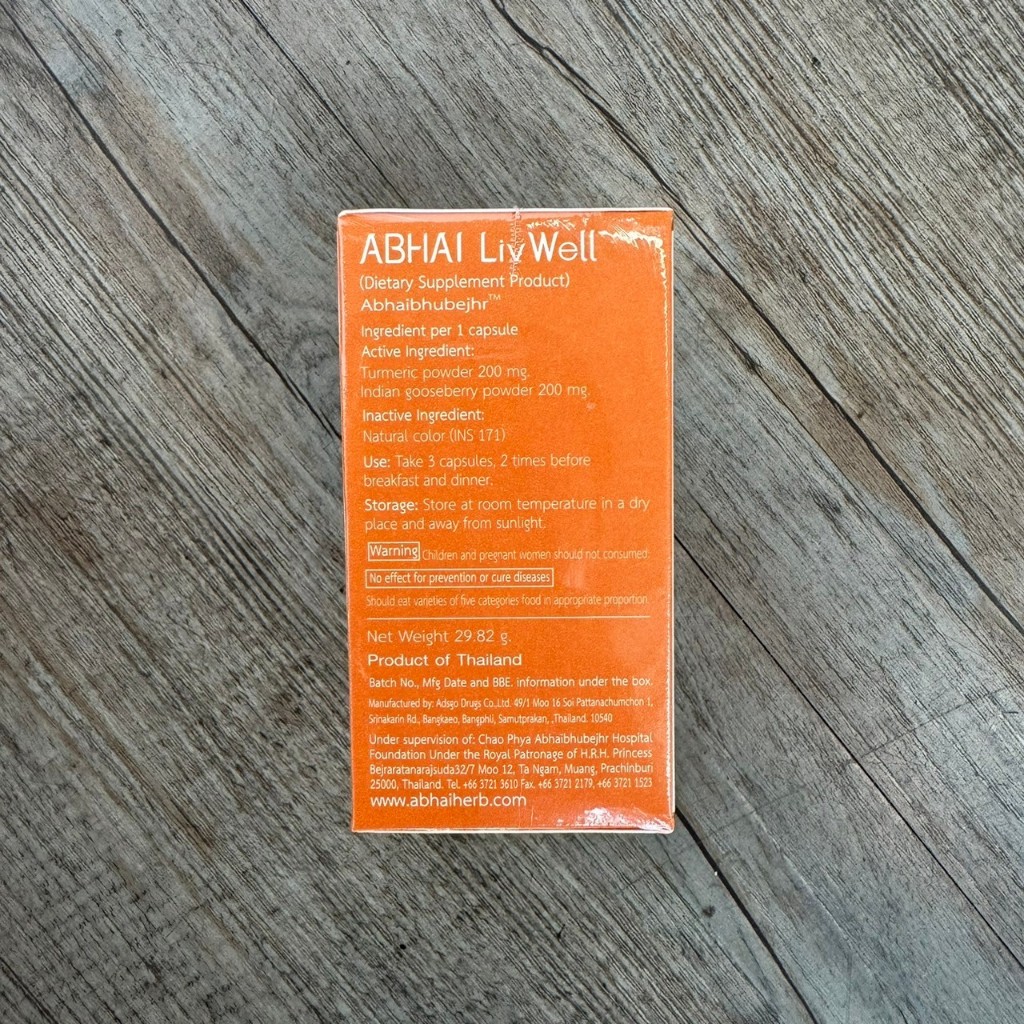 ABHAI LivWell
(Dietary Supplement Product)
Abhaibhubejhr™
Ingredient per 1 capsule
Active Ingredient:
Turmeric powder 200 mg.
Indian gooseberry powder 200 mg.
Inactive Ingredient:
Natural color (INS 171)
Use: Take 3 capsules, 2 times before
breakfast and dinner.
Storage: Store at room temperature in a dry
place and away from sunlight.
Warning Children and pregnant women should not consumed.
No effect for prevention or cure diseases
Should eat varieties of five categories food in appropriate proportion.
Net Weight 29.82 g.
Product of Thailand
Batch No., Mfg Date and BBE. information under the box.
Manufactured by: Adsgo Drugs Co.,Ltd. 49/1 Moo 16 Soi Pattanachumchon 1,
Srinakarin Rd., Bangkaeo, Bangphli, Samutprakan, ,Thailand. 10540
Under supervision of: Chao Phya Abhaibhubejhr Hospital
Foundation Under the Royal Patronage of H.R.H. Princess
Bejraratanarajsuda32/7 Moo 12, Ta Ngam, Muang, Prachinburi
25000, Thailand. Tel. +66 3721 3610 Fax. +66 3721 2179, +66 3721 1523
www.abhaiherb.com